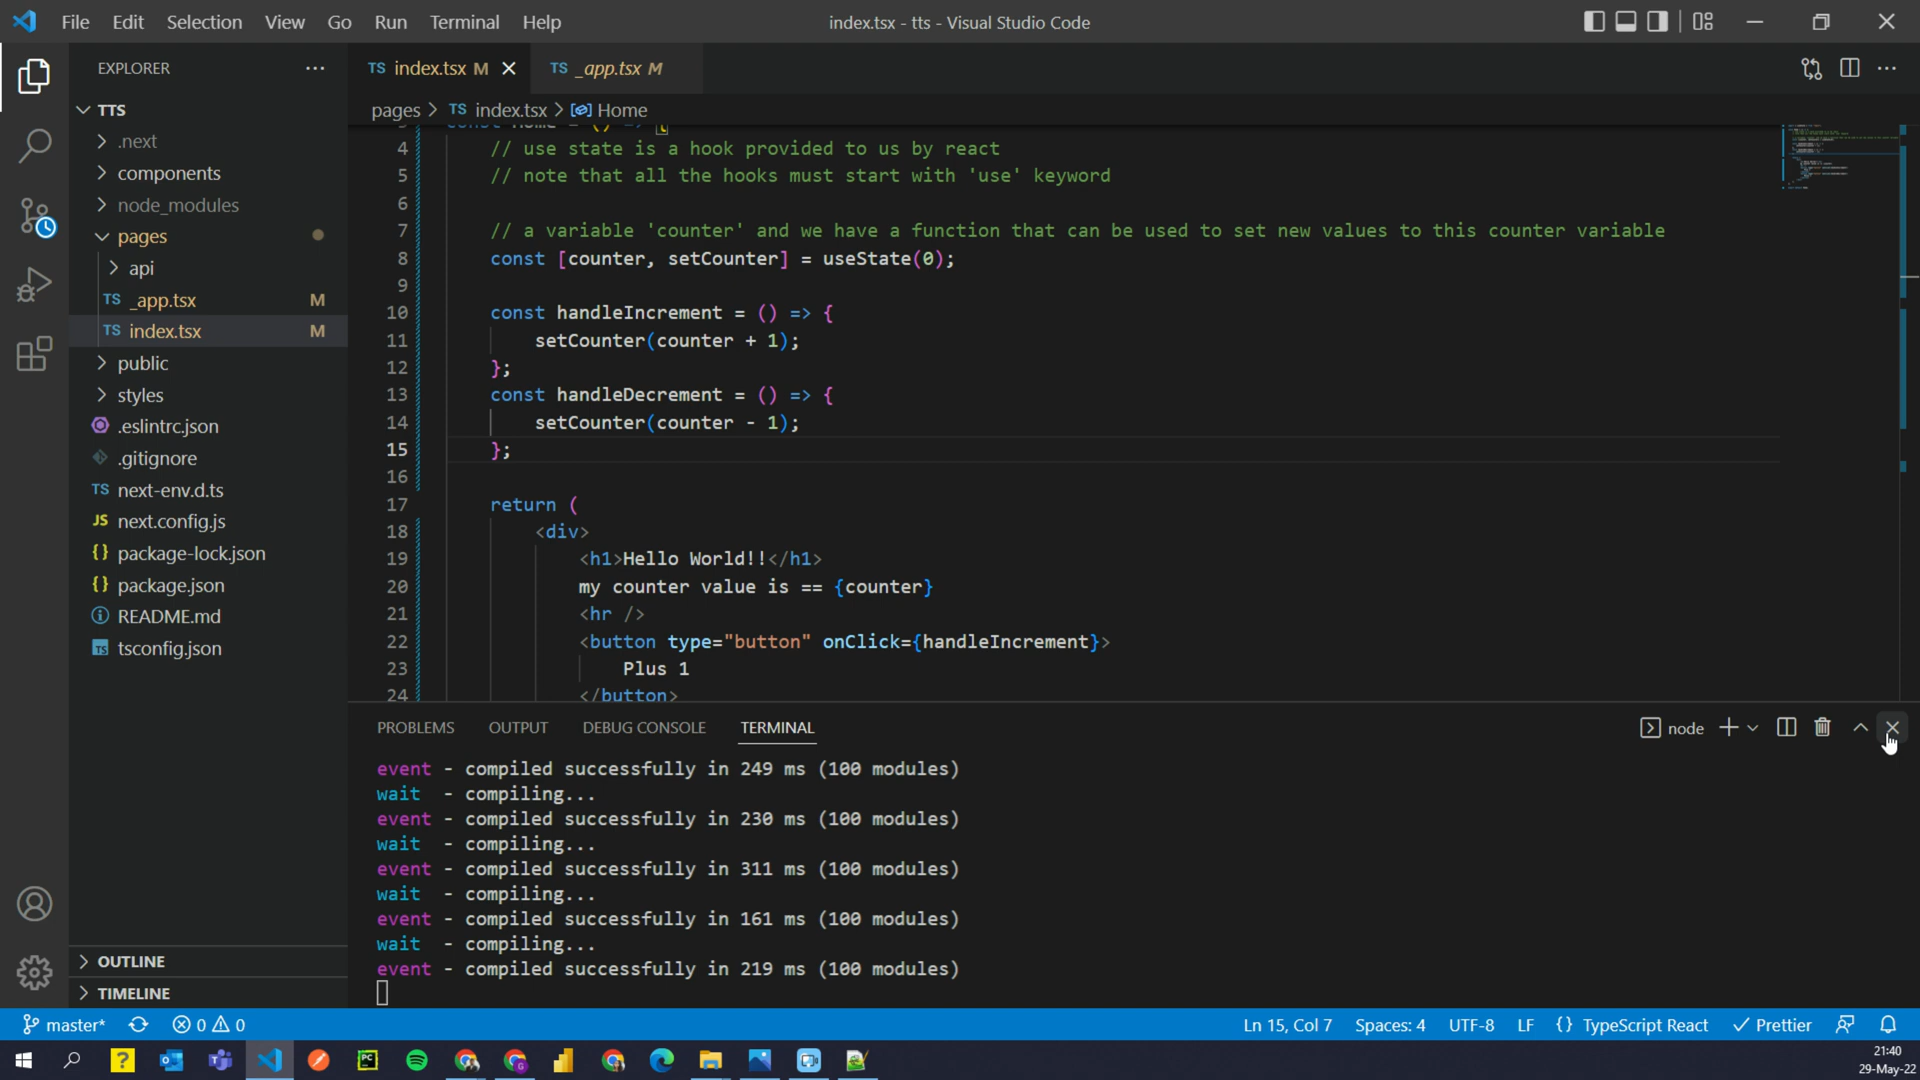 File Edit Selection View Go Run Terminal Help
index.tsx - tts - Visual Studio Code
EXPLORER
TTS
.next
components
node_modules
pages
api
TS _app.tsx M
TS index.tsx M
public
styles
.eslintrc.json
.gitignore
TS next-env.d.ts
JS next.config.js
{} package-lock.json
{} package.json
README.md
TS tsconfig.json
OUTLINE
TIMELINE
TS index.tsx M
TS _app.tsx M
pages > TS index.tsx > Home
4 // use state is a hook provided to us by react
5 // note that all the hooks must start with 'use' keyword
6
7 // a variable 'counter' and we have a function that can be used to set new values to this counter variable
8 const [counter, setCounter] = useState(0);
9
10 const handleIncrement = () => {
11 setCounter(counter + 1);
12 };
13 const handleDecrement = () => {
14 setCounter(counter - 1);
15 };
16
17 return (
18 <div>
19 <h1>Hello World!!</h1>
20 my counter value is == {counter}
21 <hr />
22 <button type="button" onClick={handleIncrement}>
23 Plus 1
24 </button>
PROBLEMS OUTPUT DEBUG CONSOLE TERMINAL
node
event - compiled successfully in 249 ms (100 modules)
wait - compiling...
event - compiled successfully in 230 ms (100 modules)
wait - compiling...
event - compiled successfully in 311 ms (100 modules)
wait - compiling...
event - compiled successfully in 161 ms (100 modules)
wait - compiling...
event - compiled successfully in 219 ms (100 modules)
master* 0 0
Ln 15, Col 7 Spaces: 4 UTF-8 LF {} TypeScript React Prettier
21:40
29-May-22